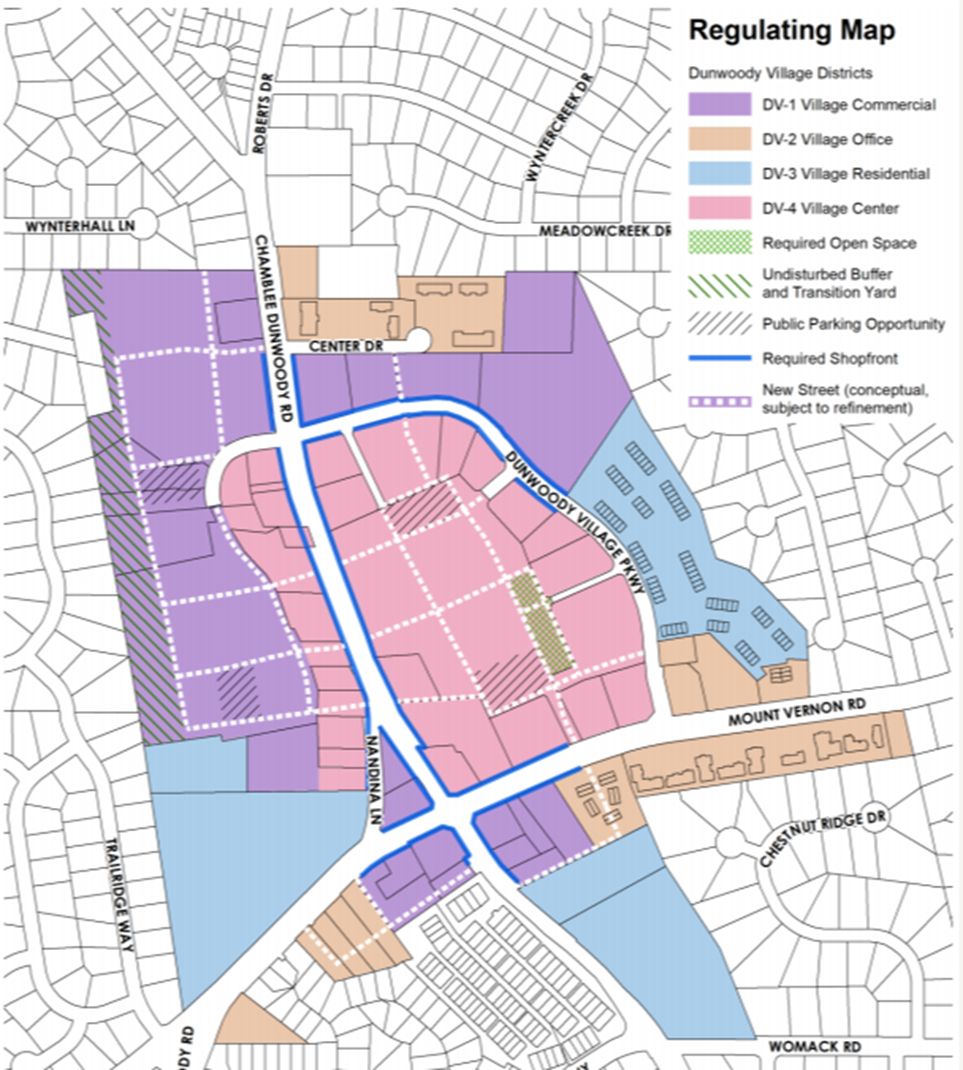 Regulating Map
Dunwoody Village Districts
DV-1 Village Commercial
DV-2 Village Office
DV-3 Village Residential
DV-4 Village Center
Required Open Space
Undisturbed Buffer
and Transition Yard
Public Parking Opportunity
Required Shopfront
New Street (conceptual,
subject to refinement)
ROBERTS DR
WYNTERCREEK DR
WYNTERHALL LN
MEADOWCREEK DR
CHAMBLEE DUNWOODY RD
CENTER DR
DUNWOODY VILLAGE PKWY
MOUNT VERNON RD
NANDINA LN
CHESTNUT RIDGE DR
TRAILRIDGE WAY
DY RD
WOMACK RD